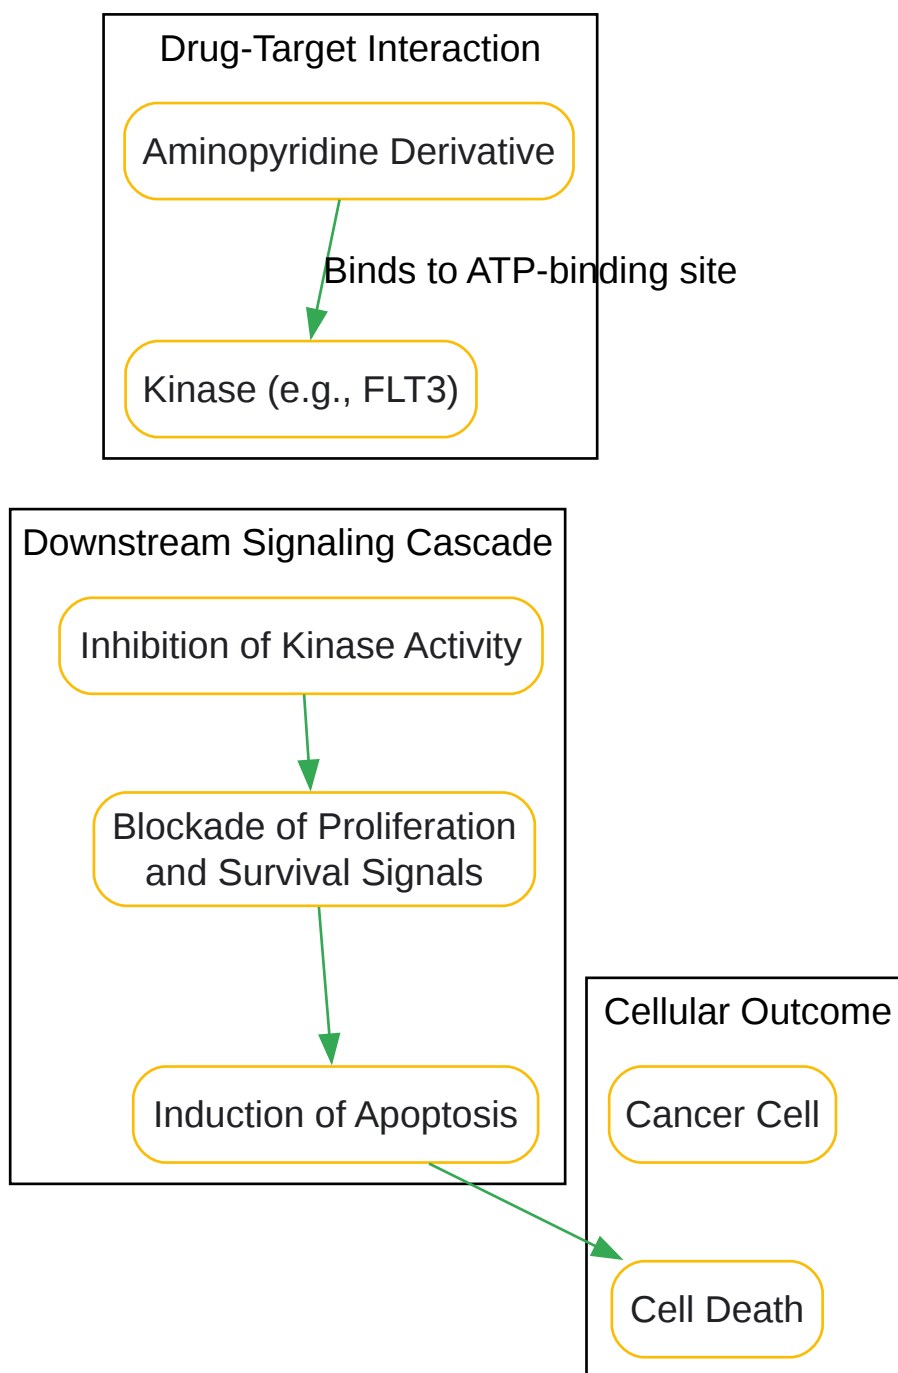 Drug-Target Interaction
Aminopyridine Derivative
Binds to ATP-binding site
Kinase (e.g., FLT3)
Downstream Signaling Cascade
Inhibition of Kinase Activity
Blockade of Proliferation
and Survival Signals
Induction of Apoptosis
Cellular Outcome
Cancer Cell
Cell Death